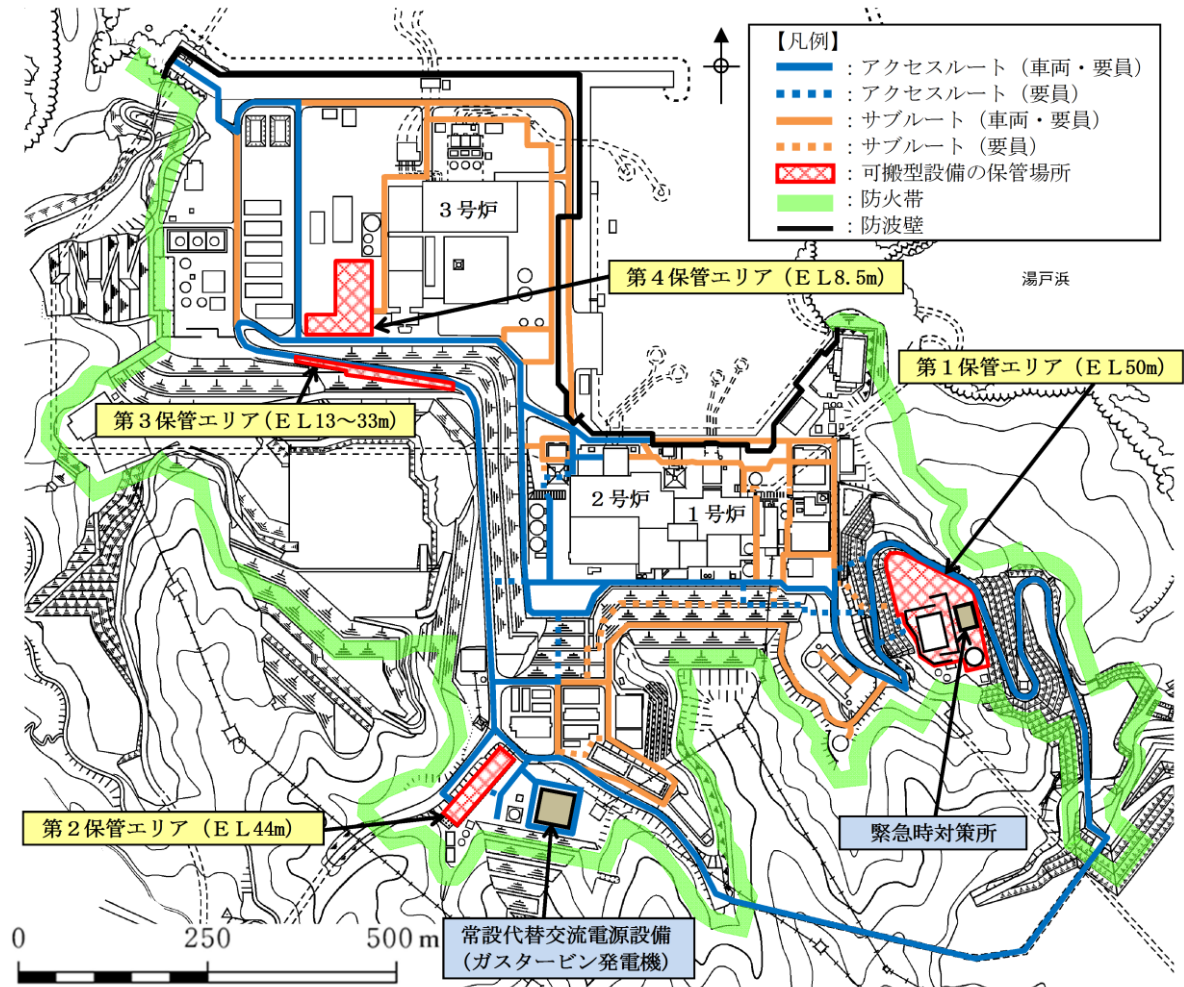 【凡例】
：アクセスルート（車両・要員）
：アクセスルート（要員）
：サブルート（車両・要員）
：サブルート（要員）
：可搬型設備の保管場所
：防火帯
：防波壁
３号炉
第４保管エリア（ＥＬ8.5m）
湯戸浜
第１保管エリア（ＥＬ50m）
第３保管エリア(ＥＬ13～33m)
２号炉
１号炉
第２保管エリア（ＥＬ44m）
緊急時対策所
常設代替交流電源設備
(ガスタービン発電機)
0 250 500 m